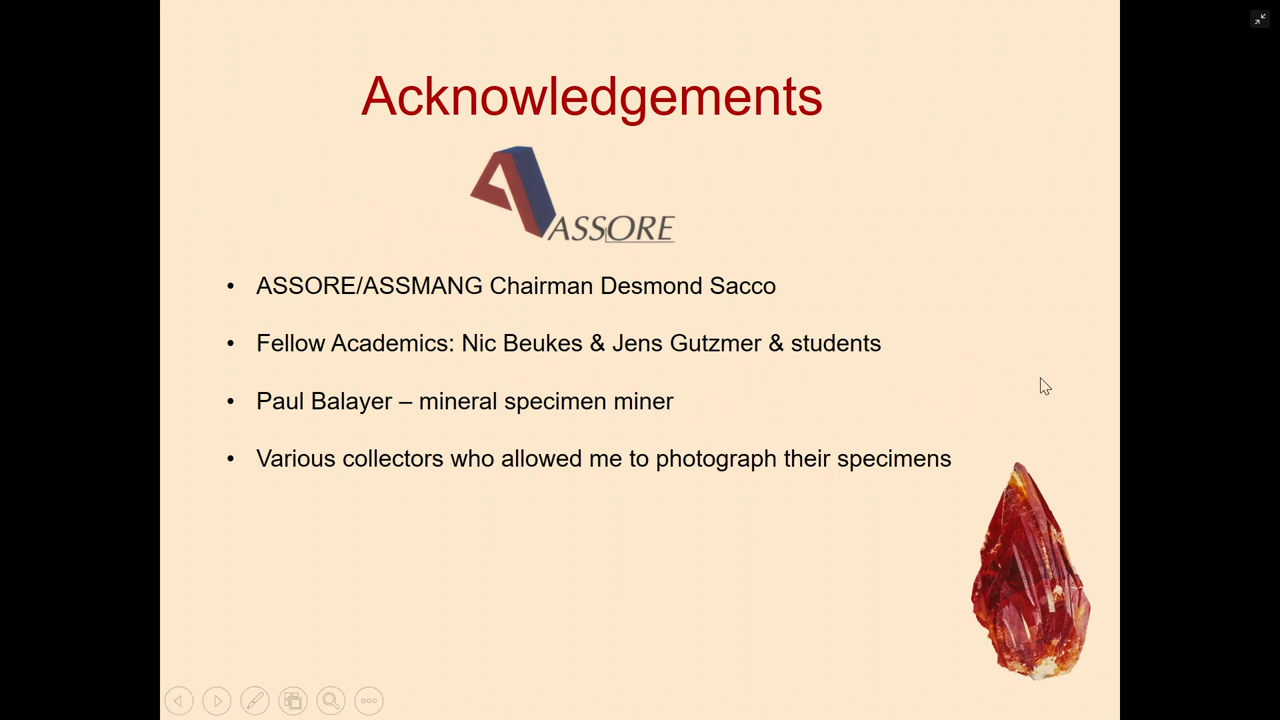 Acknowledgements
ASSORE
• ASSORE/ASSMANG Chairman Desmond Sacco
• Fellow Academics: Nic Beukes & Jens Gutzmer & students
• Paul Balayer – mineral specimen miner
• Various collectors who allowed me to photograph their specimens